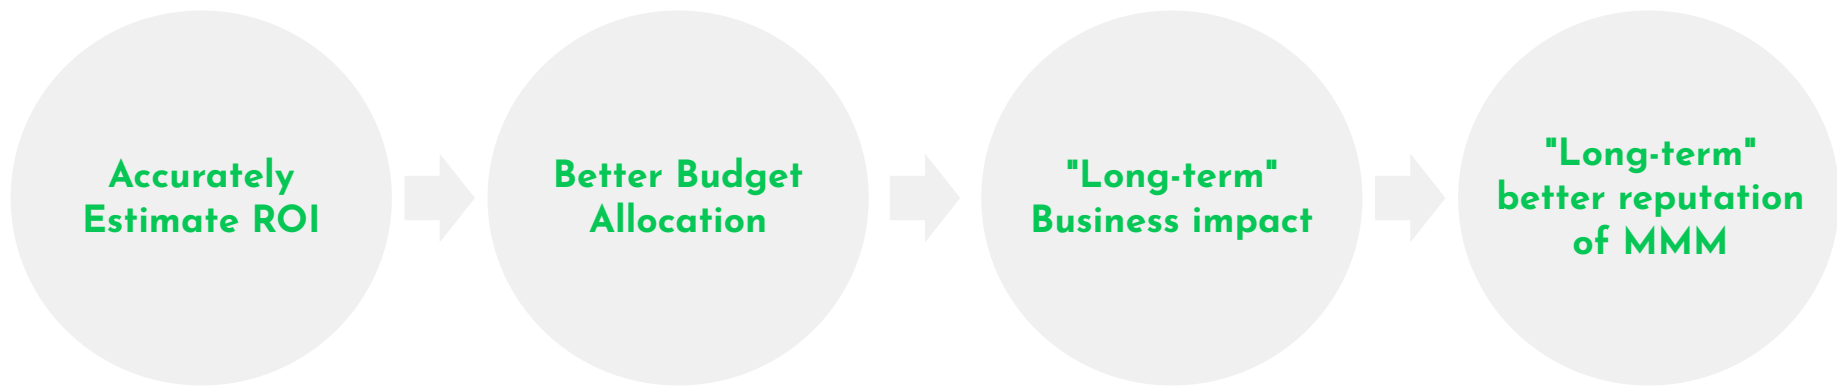 Accurately
Estimate ROI
Better Budget
Allocation
"Long-term"
Business impact
"Long-term"
better reputation
of MMM